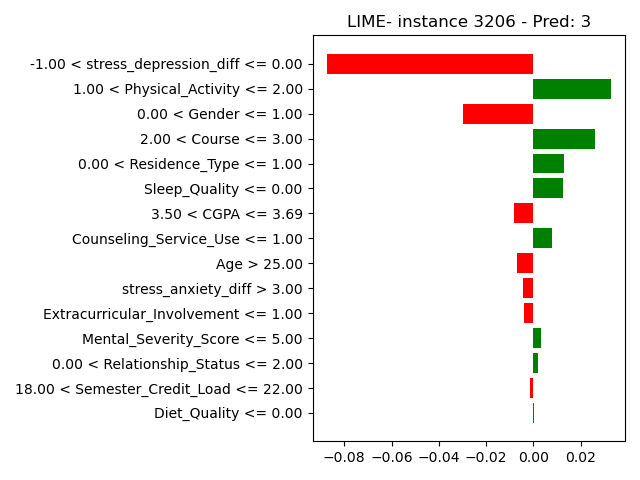 LIME- instance 3206 - Pred: 3
-1.00 < stress_depression_diff <= 0.00
1.00 < Physical_Activity <= 2.00
0.00 < Gender <= 1.00
2.00 < Course <= 3.00
0.00 < Residence_Type <= 1.00
Sleep_Quality <= 0.00
3.50 < CGPA <= 3.69
Counseling_Service_Use <= 1.00
Age > 25.00
stress_anxiety_diff > 3.00
Extracurricular_Involvement <= 1.00
Mental_Severity_Score <= 5.00
0.00 < Relationship_Status <= 2.00
18.00 < Semester_Credit_Load <= 22.00
Diet_Quality <= 0.00
−0.08 −0.06 −0.04 −0.02 0.00 0.02